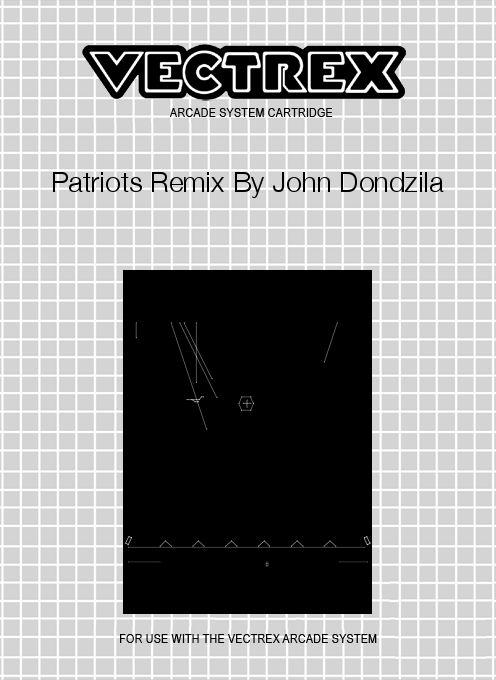 VECTREX
ARCADE SYSTEM CARTRIDGE
Patriots Remix By John Dondzila
FOR USE WITH THE VECTREX ARCADE SYSTEM